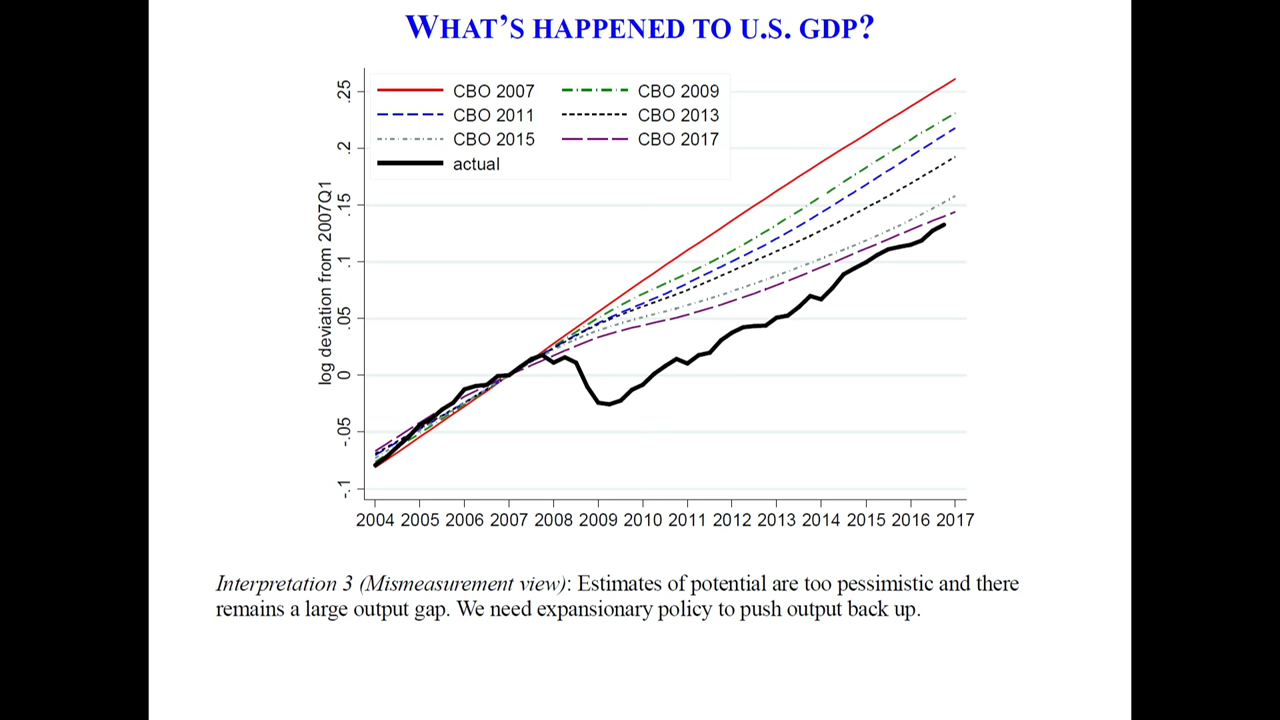 WHAT'S HAPPENED TO U.S. GDP?
CBO 2007 CBO 2009
CBO 2011 CBO 2013
CBO 2015 CBO 2017
actual
log deviation from 2007Q1
.25
.2
.15
.1
.05
0
-.05
-.1
2004 2005 2006 2007 2008 2009 2010 2011 2012 2013 2014 2015 2016 2017
Interpretation 3 (Mismeasurement view): Estimates of potential are too pessimistic and there
remains a large output gap. We need expansionary policy to push output back up.